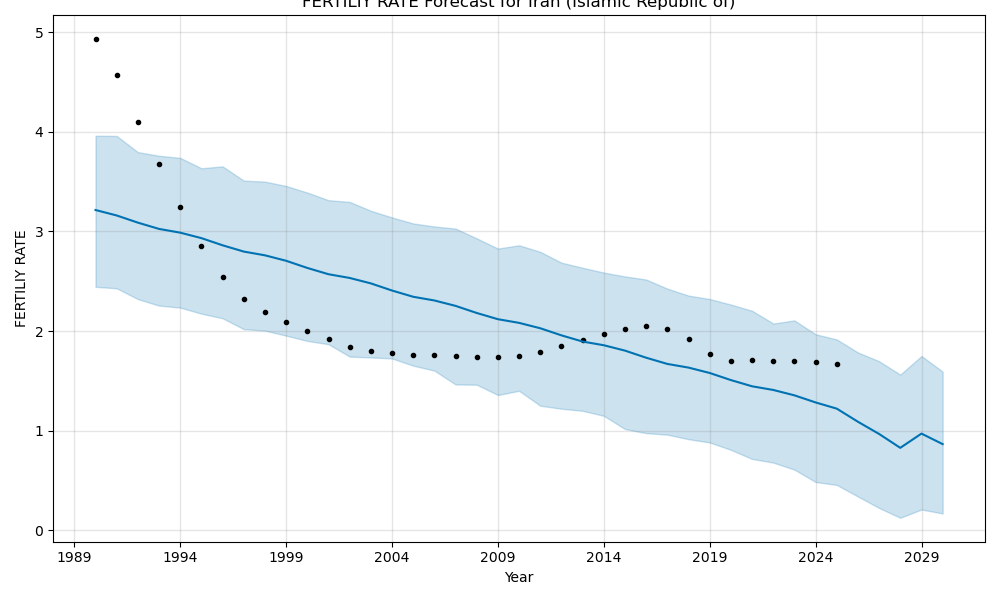 FERTILIY RATE Forecast for Iran (Islamic Republic of)
5
4
3
2
1
0
FERTILIY RATE
1989 1994 1999 2004 2009 2014 2019 2024 2029
Year